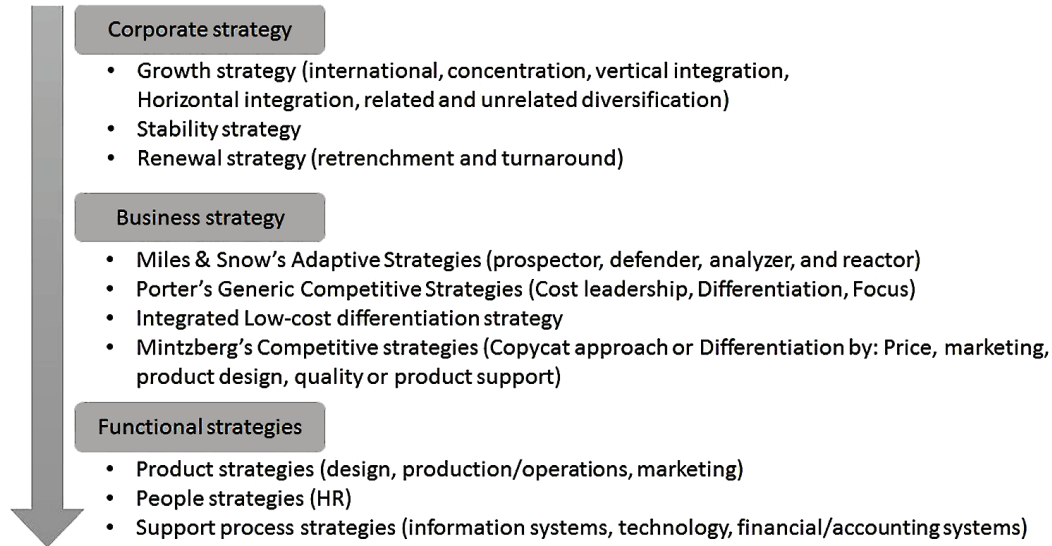 Corporate strategy
• Growth strategy (international, concentration, vertical integration,
Horizontal integration, related and unrelated diversification)
• Stability strategy
• Renewal strategy (retrenchment and turnaround)
Business strategy
• Miles & Snow's Adaptive Strategies (prospector, defender, analyzer, and reactor)
• Porter's Generic Competitive Strategies (Cost leadership, Differentiation, Focus)
• Integrated Low-cost differentiation strategy
• Mintzberg's Competitive strategies (Copycat approach or Differentiation by: Price, marketing,
product design, quality or product support)
Functional strategies
• Product strategies (design, production/operations, marketing)
• People strategies (HR)
• Support process strategies (information systems, technology, financial/accounting systems)